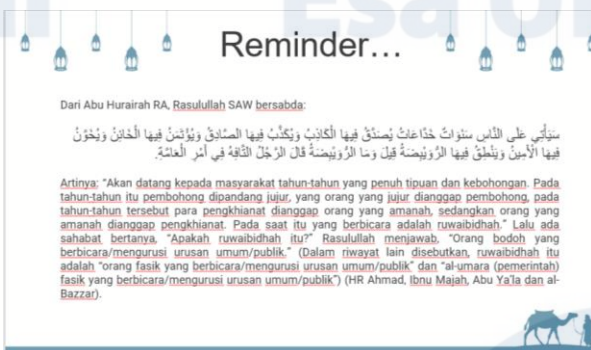 Esa U
Reminder...
Dari Abu Hurairah RA, Rasulullah SAW bersabda:
سَيَأْتِي عَلَى النَّاسِ سَنَوَاتٌ خَدَّاعَاتُ يُصَدَّقُ فِيهَا الْكَاذِبُ وَيُكَذَّبُ فِيهَا الصَّادِقُ وَيُؤْتَمَنُ فِيهَا الْخَائِنُ وَيُخَوَّنُ
فِيهَا الْأَمِينُ وَيَنْطِقُ فِيهَا الرُّوَيْبِضَةُ قِيلَ وَمَا الرُّوَيْبِضَةُ قَالَ الرَّجُلُ التَّافِهُ فِي أَمْرِ الْعَامَّةِ.
Artinya: “Akan datang kepada masyarakat tahun-tahun yang penuh tipuan dan kebohongan. Pada
tahun-tahun itu pembohong dipandang jujur, yang orang yang jujur dianggap pembohong, pada
tahun-tahun tersebut para pengkhianat dianggap orang yang amanah, sedangkan orang yang
amanah dianggap pengkhianat. Pada saat itu yang berbicara adalah ruwaibidhah.” Lalu ada
sahabat bertanya, “Apakah ruwaibidhah itu?” Rasulullah menjawab, “Orang bodoh yang
berbicara/mengurusi urusan umum/publik.” (Dalam riwayat lain disebutkan, ruwaibidhah itu
adalah “orang fasik yang berbicara/mengurusi urusan umum/publik” dan “al-umara (pemerintah)
fasik yang berbicara/mengurusi urusan umum/publik”) (HR Ahmad, Ibnu Majah, Abu Ya’la dan al-
Bazzar).